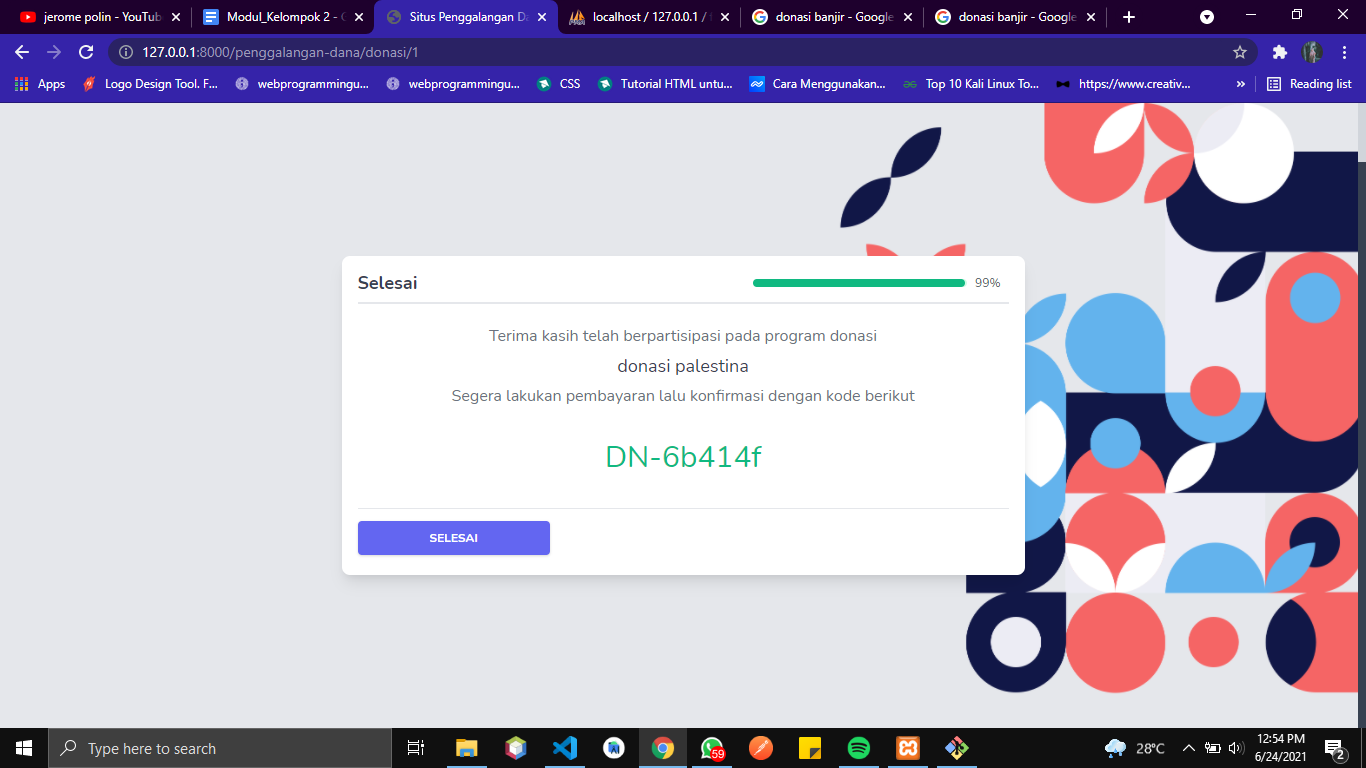 jerome polin - YouTub
Modul_Kelompok 2 - G
Situs Penggalangan Da
localhost / 127.0.0.1 / f
donasi banjir - Google
donasi banjir - Google
127.0.0.1:8000/penggalangan-dana/donasi/1
Apps
Logo Design Tool. F...
webprogrammingu...
webprogrammingu...
CSS
Tutorial HTML untu...
Cara Menggunakan...
Top 10 Kali Linux To...
https://www.creativ...
»
Reading list
Selesai
99%
Terima kasih telah berpartisipasi pada program donasi
donasi palestina
Segera lakukan pembayaran lalu konfirmasi dengan kode berikut
DN-6b414f
SELESAI
Type here to search
59
28°C
12:54 PM
6/24/2021
2